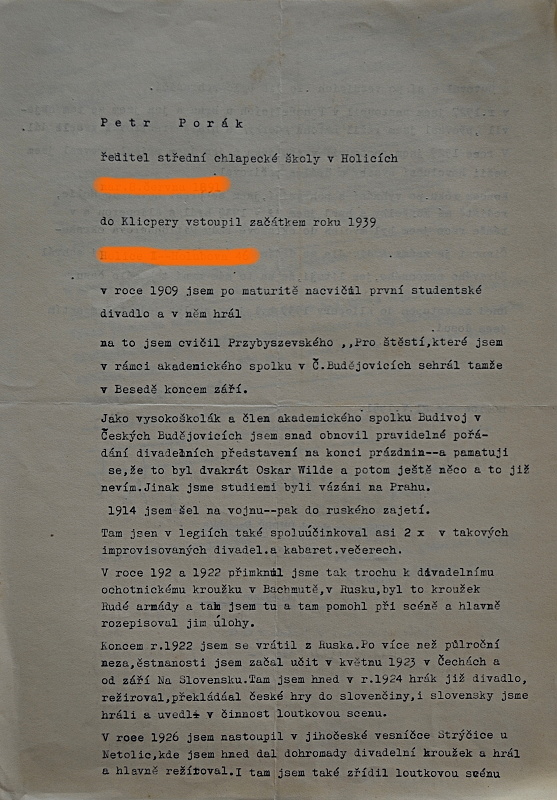 Petr Porák
ředitel střední chlapecké školy v Holicích
do Klicpery vstoupil začátkem roku 1939
v roce 1909 jsem po maturitě nacvičil první studentské
divadlo a v něm hrál
na to jsem cvičil Przybyszevského ,,Pro štěstí,které jsem
v rámci akademického spolku v Č.Budějovicích sehrál tamže
v Besedě koncem září.
Jako vysokoškolák a člen akademického spolku Budivoj v
Českých Budějovicích jsem snad obnovil pravidelné pořá-
dání divadelních představení na konci prázdnin--a pamatuji
se,že to byl dvakrát Oskar Wilde a potom ještě něco a to již
nevím.Jinak jsme studiemi byli vázáni na Prahu.
1914 jsem šel na vojnu--pak do ruského zajetí.
Tam jsen v legiích také spoluúčinkoval asi 2 x v takových
improvisovaných divadel.a kabaret.večerech.
V roce 192 a 1922 přimknul jsme tak trochu k divadelnímu
ochotnickému kroužku v Bachmutě,v Rusku,byl to kroužek
Rudé armády a tam jsem tu a tam pomohl při scéně a hlavně
rozepisoval jim úlohy.
Koncem r.1922 jsem se vrátil z Ruska.Po více než půlroční
neza,ěstnanosti jsem začal učit v květnu 1923 v Čechách a
od září Na Slovensku.Tam jsem hned v r.1924 hrák již divadlo,
režiroval,překládáal české hry do slovenčiny,i slovensky jsme
hráli a uvedli v činnost loutkovou scenu.
V roee 1926 jsem nastoupil v jihočeské vesníčce Strýčice u
Netolic,kde jsem hned dal dohromady divadelní kroužek a hrál
a hlavně režíroval.I tam jsem také zřídil loutkovou scénu